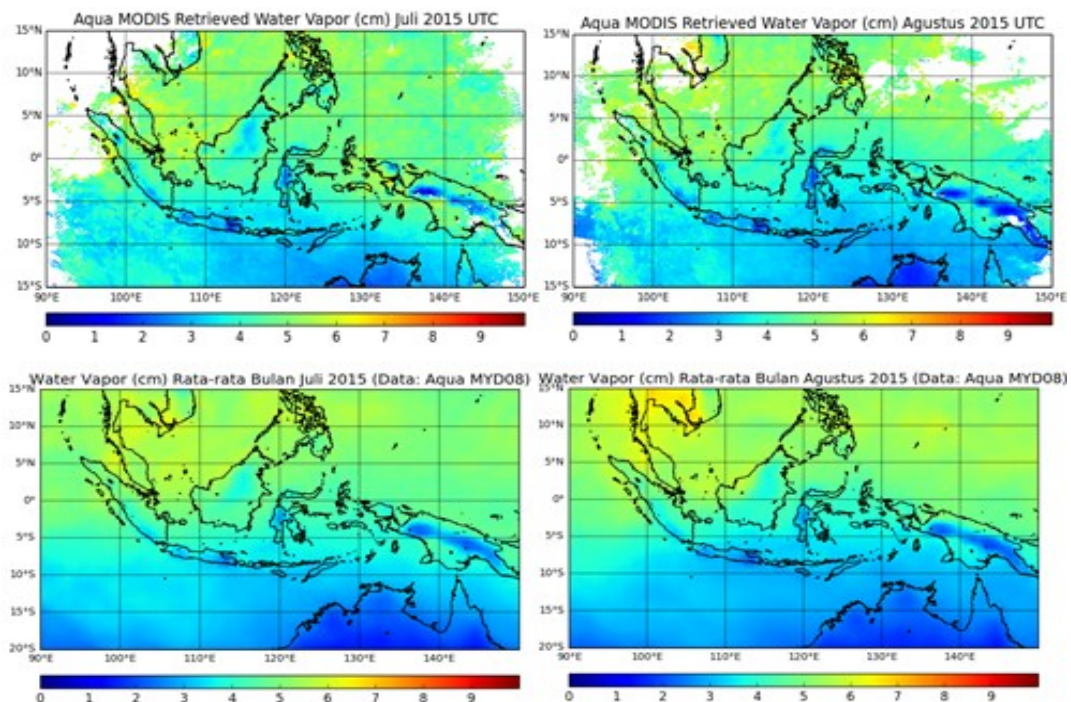 Aqua MODIS Retrieved Water Vapor (cm) Juli 2015 UTC
15°N
10°N
5°N
0°
5°S
10°S
15°S
90°E 100°E 110°E 120°E 130°E 140°E 150°E
0 1 2 3 4 5 6 7 8 9
Aqua MODIS Retrieved Water Vapor (cm) Agustus 2015 UTC
15°N
10°N
5°N
0°
5°S
10°S
15°S
90°E 100°E 110°E 120°E 130°E 140°E 150°E
0 1 2 3 4 5 6 7 8 9
Water Vapor (cm) Rata-rata Bulan Juli 2015 (Data: Aqua MYD08)
15°N
10°N
5°N
0°
5°S
10°S
15°S
20°S
90°E 100°E 110°E 120°E 130°E 140°E
0 1 2 3 4 5 6 7 8 9
Water Vapor (cm) Rata-rata Bulan Agustus 2015 (Data: Aqua MYD08)
15°N
10°N
5°N
0°
5°S
10°S
15°S
20°S
90°E 100°E 110°E 120°E 130°E 140°E
0 1 2 3 4 5 6 7 8 9